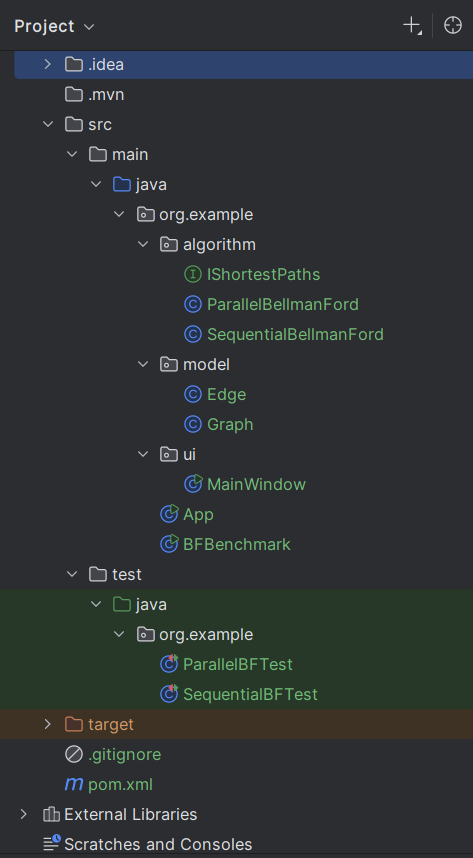 Project
.idea
.mvn
src
main
java
org.example
algorithm
IShortestPaths
ParallelBellmanFord
SequentialBellmanFord
model
Edge
Graph
ui
MainWindow
App
BFBenchmark
test
java
org.example
ParallelBFTest
SequentialBFTest
target
.gitignore
pom.xml
External Libraries
Scratches and Consoles